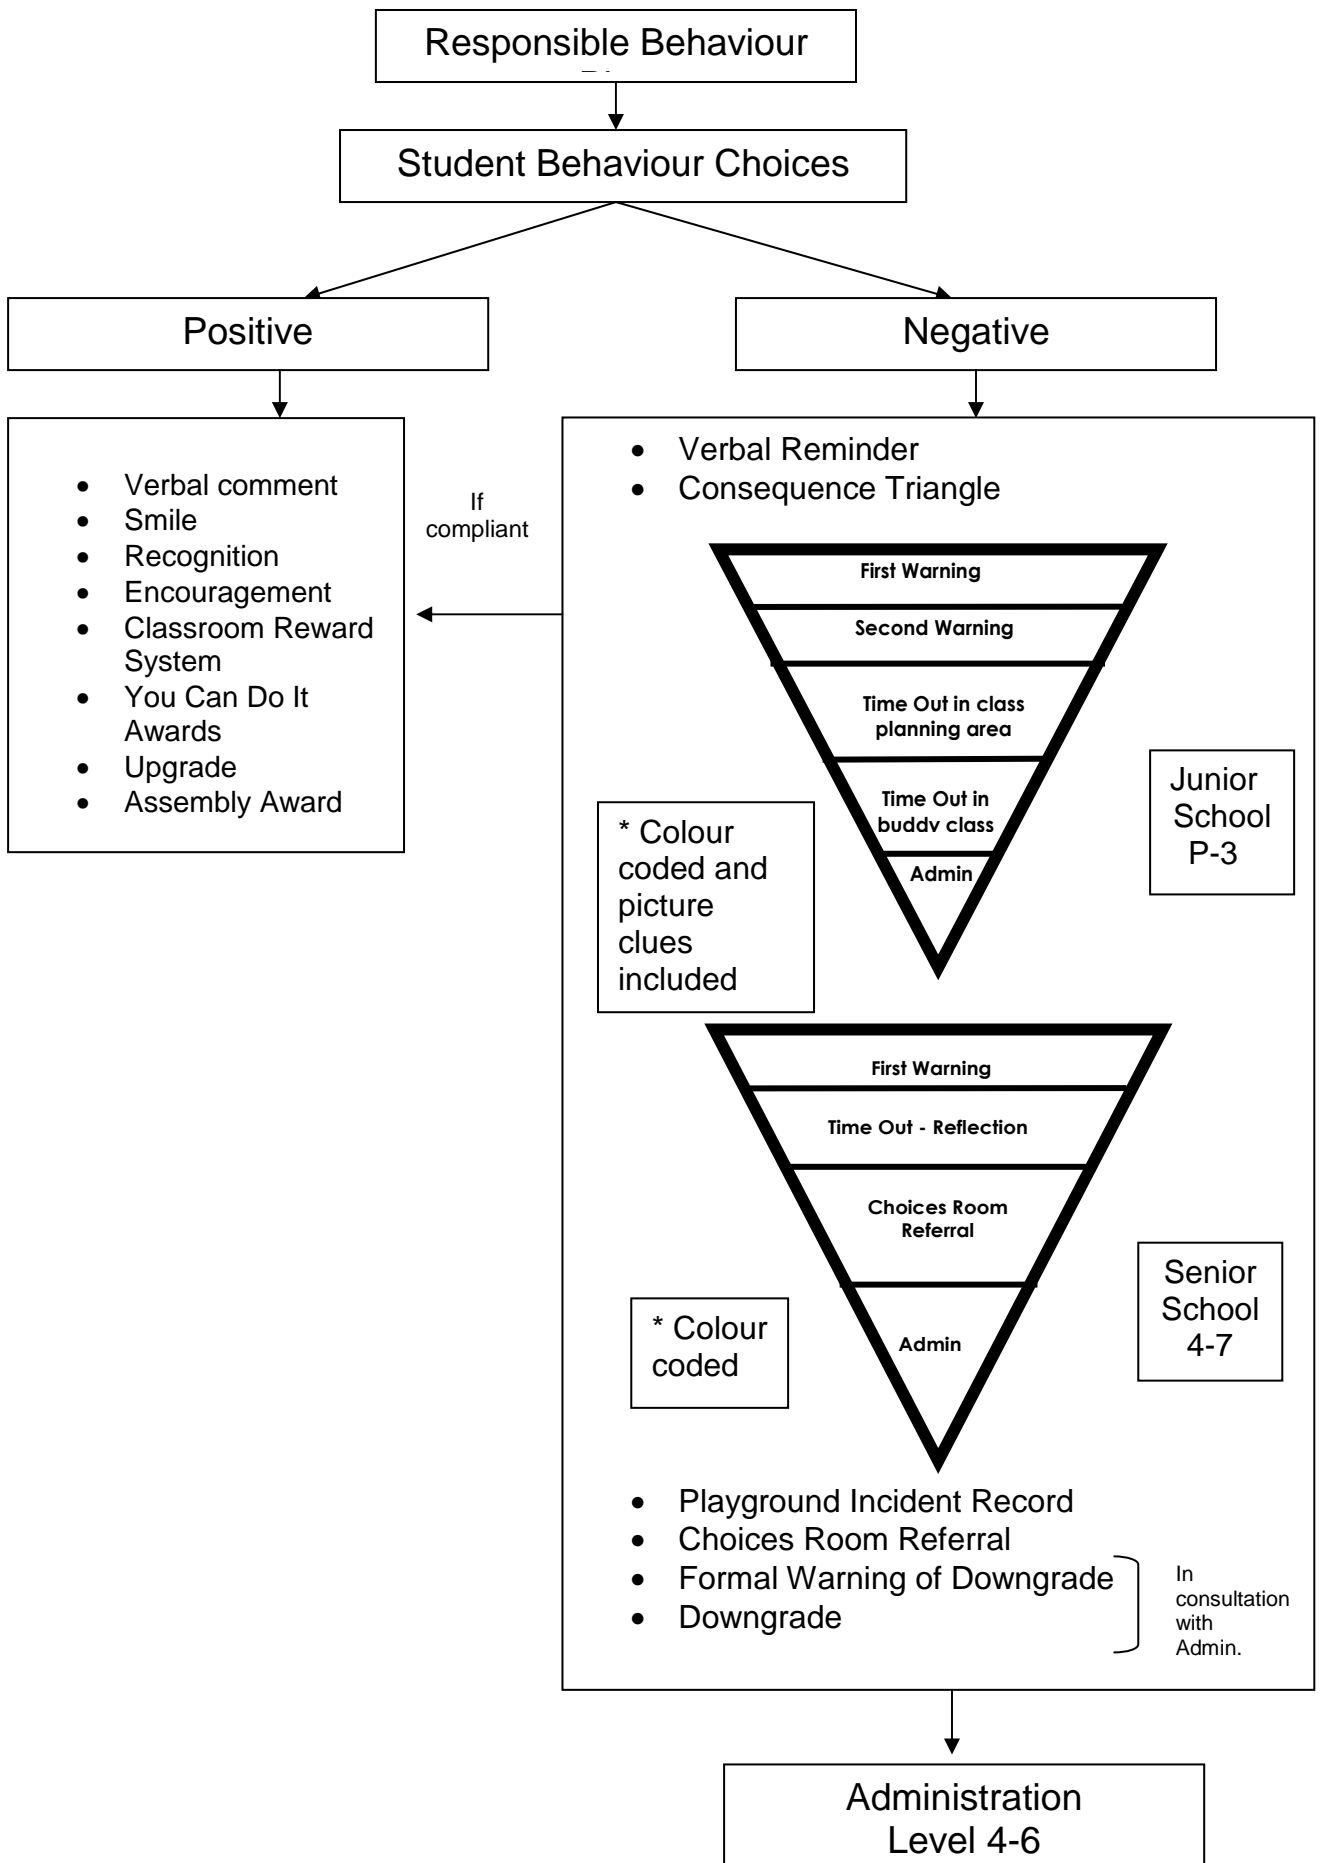 Responsible Behaviour
Student Behaviour Choices
Positive
Negative
• Verbal comment
• Smile
• Recognition
• Encouragement
• Classroom Reward
System
• You Can Do It
Awards
• Upgrade
• Assembly Award
If
compliant
• Verbal Reminder
• Consequence Triangle
First Warning
Second Warning
Time Out in class
planning area
Time Out in
buddy class
Admin
Junior
School
P-3
* Colour
coded and
picture
clues
included
First Warning
Time Out - Reflection
Choices Room
Referral
Admin
Senior
School
4-7
* Colour
coded
• Playground Incident Record
• Choices Room Referral
• Formal Warning of Downgrade
• Downgrade
In
consultation
with
Admin.
Administration
Level 4-6